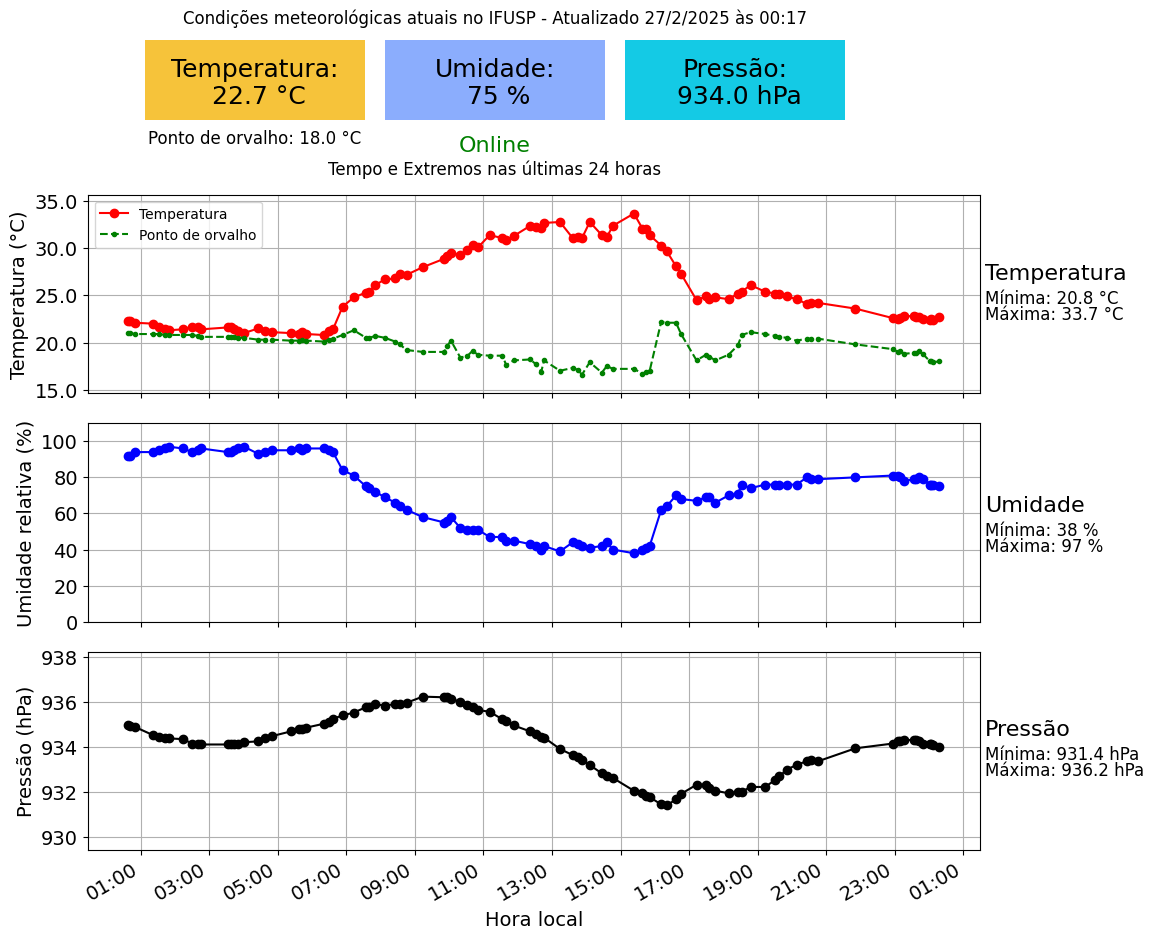 Condições meteorológicas atuais no IFUSP - Atualizado 27/2/2025 às 00:17
Temperatura:
22.7 °C
Umidade:
75 %
Pressão:
934.0 hPa
Ponto de orvalho: 18.0 °C
Online
Tempo e Extremos nas últimas 24 horas
Temperatura (°C)
35.0
30.0
25.0
20.0
15.0
Temperatura
Ponto de orvalho
Temperatura
Mínima: 20.8 °C
Máxima: 33.7 °C
Umidade relativa (%)
100
80
60
40
20
0
Umidade
Mínima: 38 %
Máxima: 97 %
Pressão (hPa)
938
936
934
932
930
Pressão
Mínima: 931.4 hPa
Máxima: 936.2 hPa
01:00 03:00 05:00 07:00 09:00 11:00 13:00 15:00 17:00 19:00 21:00 23:00 01:00
Hora local